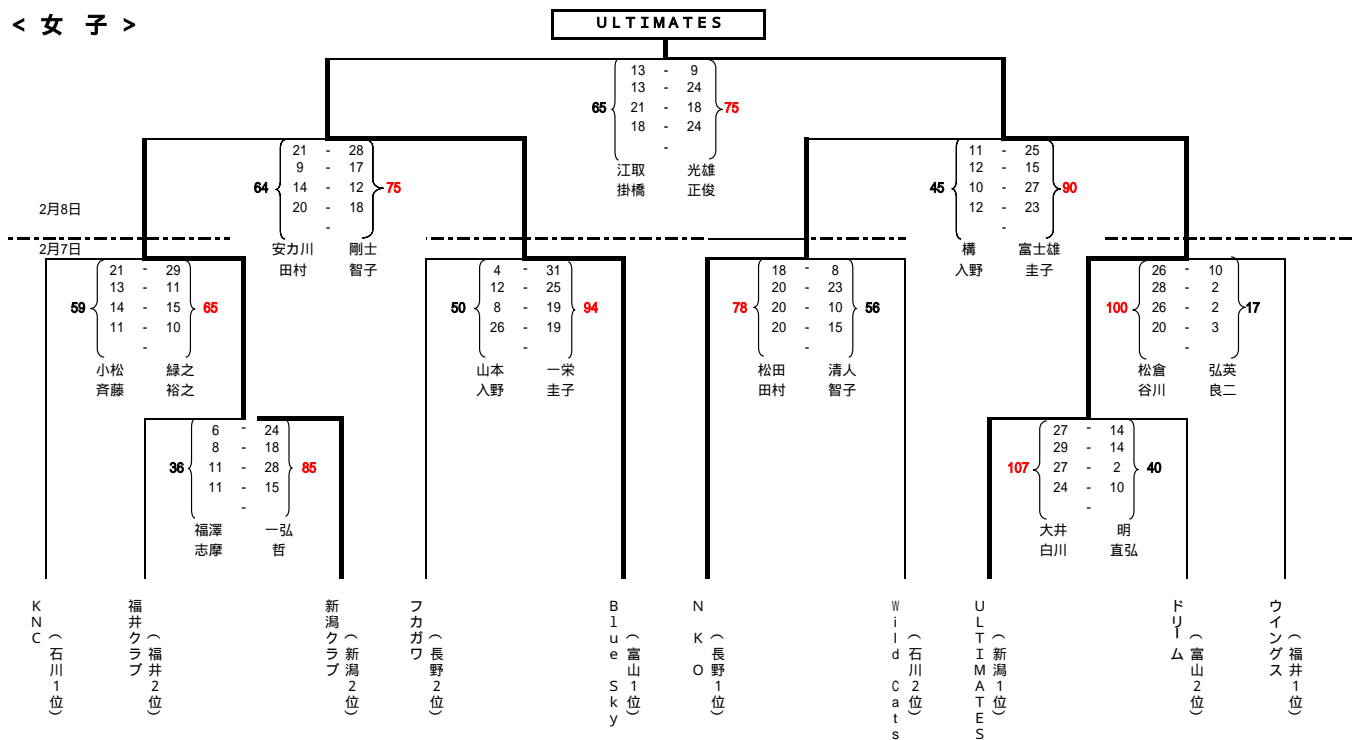 < 女 子 >
ULTIMATES
13 - 9
13 - 24
65 21 - 18 75
18 - 24
-
江取 光雄
掛橋 正俊
21 - 28
9 - 17
64 14 - 12 75
20 - 18
-
安カ川 剛士
田村 智子
11 - 25
12 - 15
45 10 - 27 90
12 - 23
-
構 富士雄
入野 圭子
2月8日
2月7日
21 - 29
13 - 11
59 14 - 15 65
11 - 10
-
小松 緑之
斉藤 裕之
4 - 31
12 - 25
50 8 - 19 94
26 - 19
-
山本 一栄
入野 圭子
18 - 8
20 - 23
78 20 - 10 56
20 - 15
-
松田 清人
田村 智子
26 - 10
28 - 2
100 26 - 2 17
20 - 3
-
松倉 弘英
谷川 良二
6 - 24
8 - 18
36 11 - 28 85
11 - 15
-
福澤 一弘
志摩 哲
27 - 14
29 - 14
107 27 - 2 40
24 - 10
-
大井 明
白川 直弘
KNC
(石川1位)
福井クラブ
(福井2位)
新潟クラブ
(新潟2位)
フカガワ
(長野2位)
Blue Sky
(富山1位)
N K O
(長野1位)
Wild Cats
(石川2位)
ULTIMATES
(新潟1位)
ドリーム
(富山2位)
ウイングス
(福井1位)